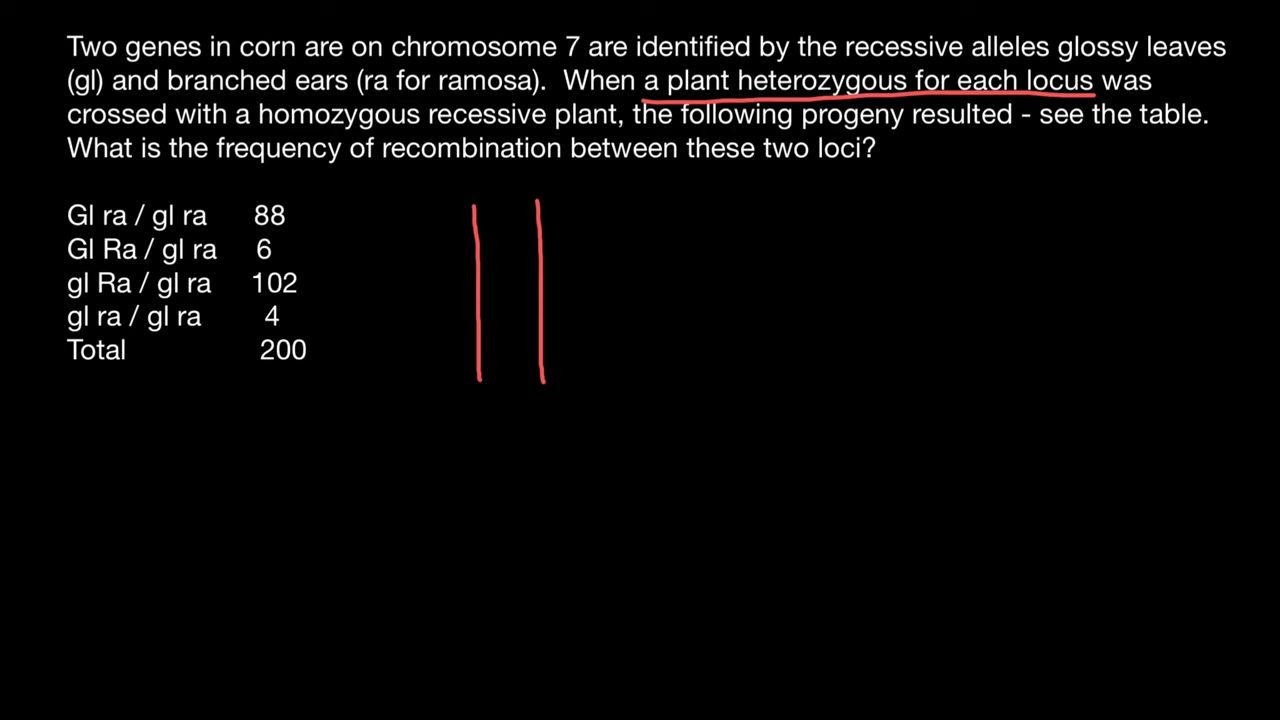 Two genes in corn are on chromosome 7 are identified by the recessive alleles glossy leaves
(gl) and branched ears (ra for ramosa).  When a plant heterozygous for each locus was
crossed with a homozygous recessive plant, the following progeny resulted - see the table.
What is the frequency of recombination between these two loci?
Gl ra / gl ra 88
Gl Ra / gl ra 6
gl Ra / gl ra 102
gl ra / gl ra 4
Total 200